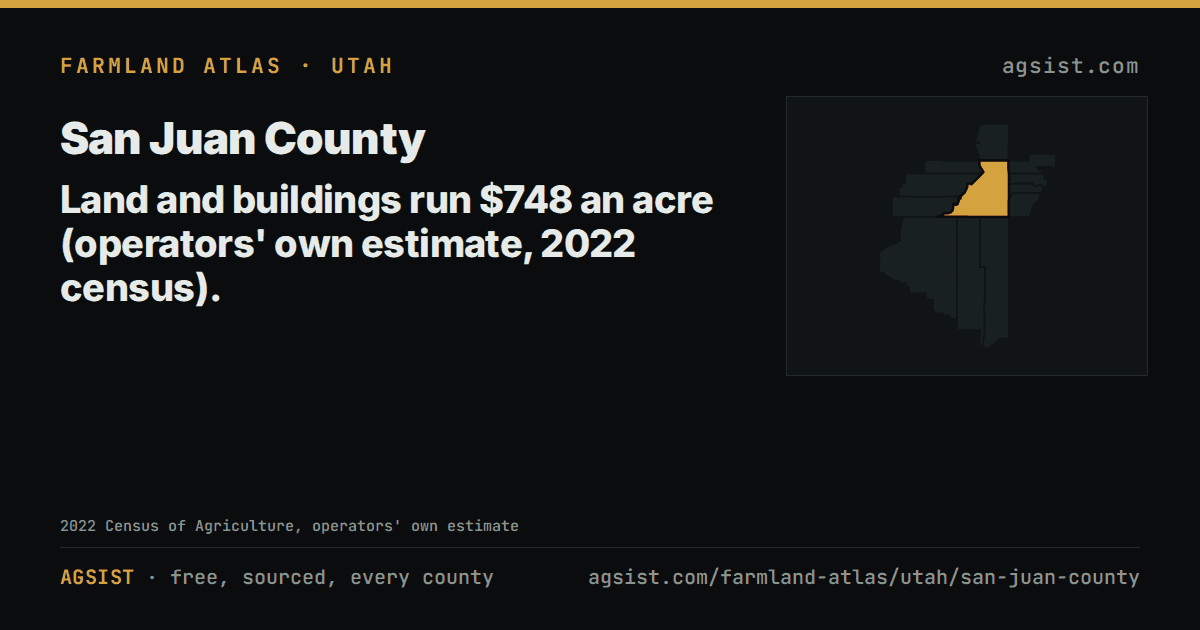 FARMLAND ATLAS · UTAH
agsist.com
San Juan County
Land and buildings run $748 an acre
(operators' own estimate, 2022
census).
2022 Census of Agriculture, operators' own estimate
AGSIST · free, sourced, every county
agsist.com/farmland-atlas/utah/san-juan-county